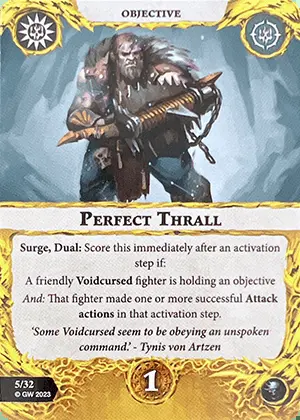 OBJECTIVE
PERFECT THRALL
Surge, Dual: Score this immediately after an activation
step if:
A friendly Voidcursed fighter is holding an objective
And: That fighter made one or more successful Attack
actions in that activation step.
‘Some Voidcursed seem to be obeying an unspoken
command.’ - Tynis von Artzen
5/32
© GW 2023
1